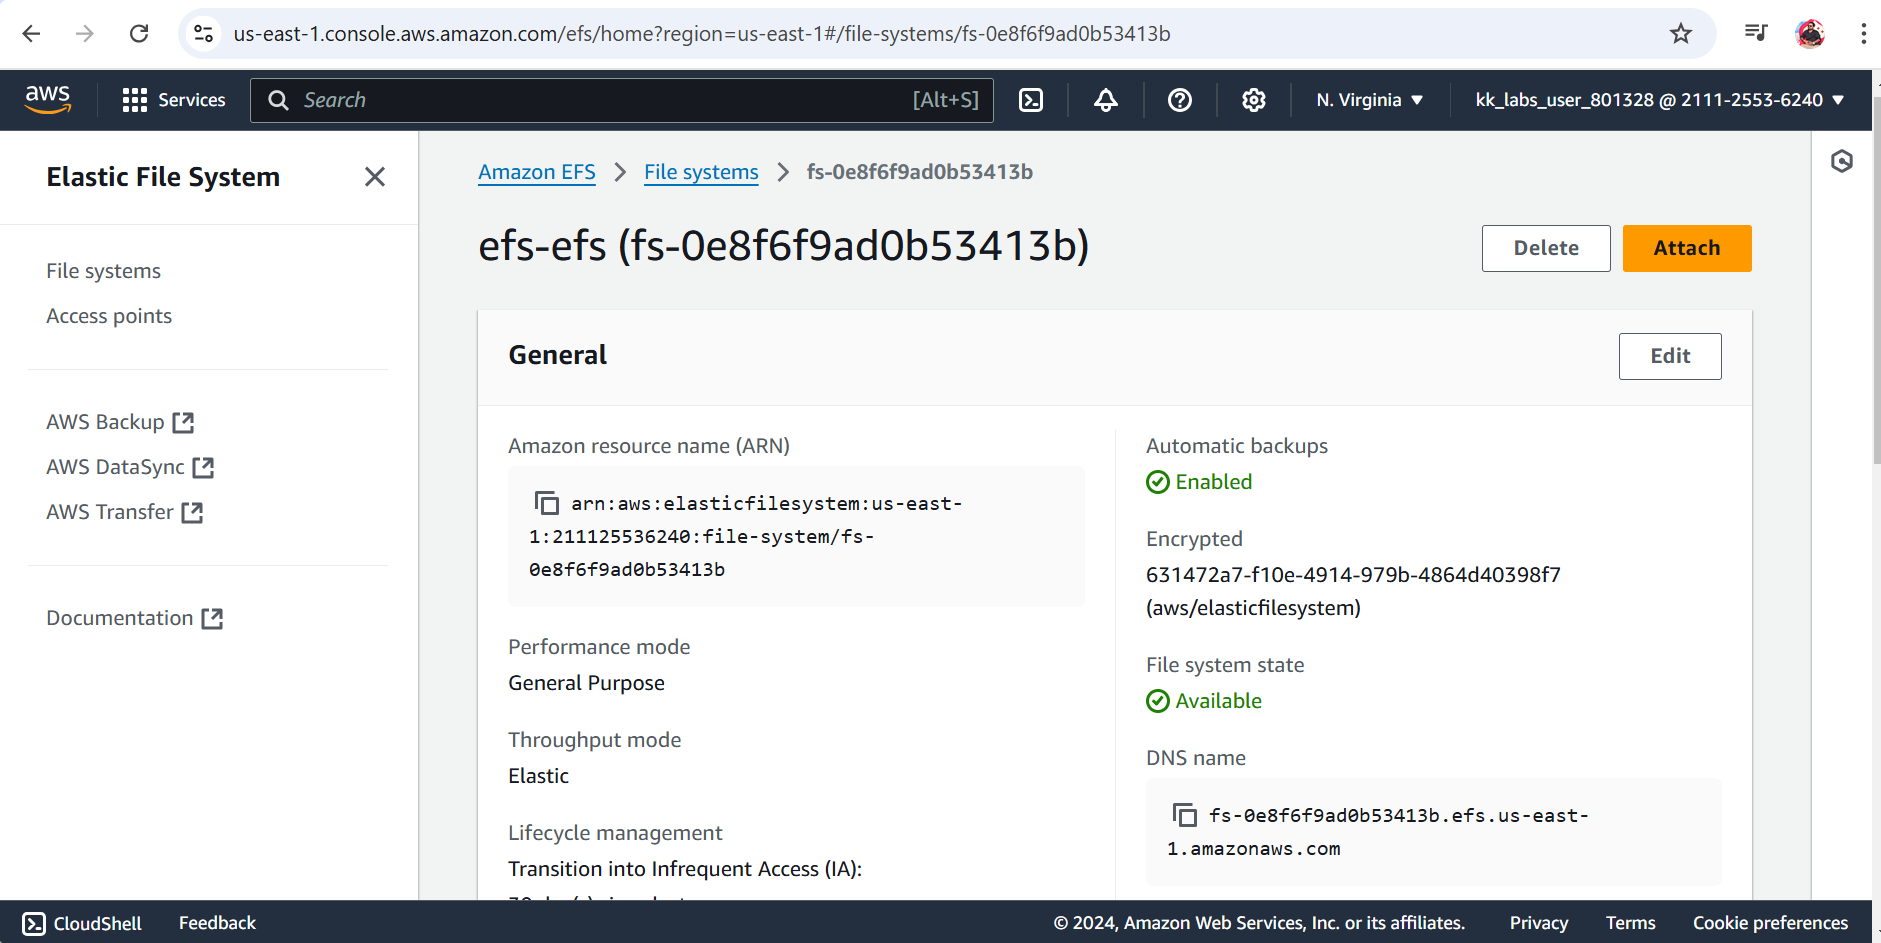 us-east-1.console.aws.amazon.com/efs/home?region=us-east-1#/file-systems/fs-0e8f6f9ad0b53413b
aws
Services
Search
[Alt+S]
N. Virginia
kk_labs_user_801328 @ 2111-2553-6240
Elastic File System
File systems
Access points
AWS Backup
AWS DataSync
AWS Transfer
Documentation
Amazon EFS
File systems
fs-0e8f6f9ad0b53413b
efs-efs (fs-0e8f6f9ad0b53413b)
Delete
Attach
General
Edit
Amazon resource name (ARN)
arn:aws:elasticfilesystem:us-east-
1:211125536240:file-system/fs-
0e8f6f9ad0b53413b
Performance mode
General Purpose
Throughput mode
Elastic
Lifecycle management
Transition into Infrequent Access (IA):
Automatic backups
Enabled
Encrypted
631472a7-f10e-4914-979b-4864d40398f7
(aws/elasticfilesystem)
File system state
Available
DNS name
fs-0e8f6f9ad0b53413b.efs.us-east-
1.amazonaws.com
CloudShell
Feedback
© 2024, Amazon Web Services, Inc. or its affiliates.
Privacy
Terms
Cookie preferences